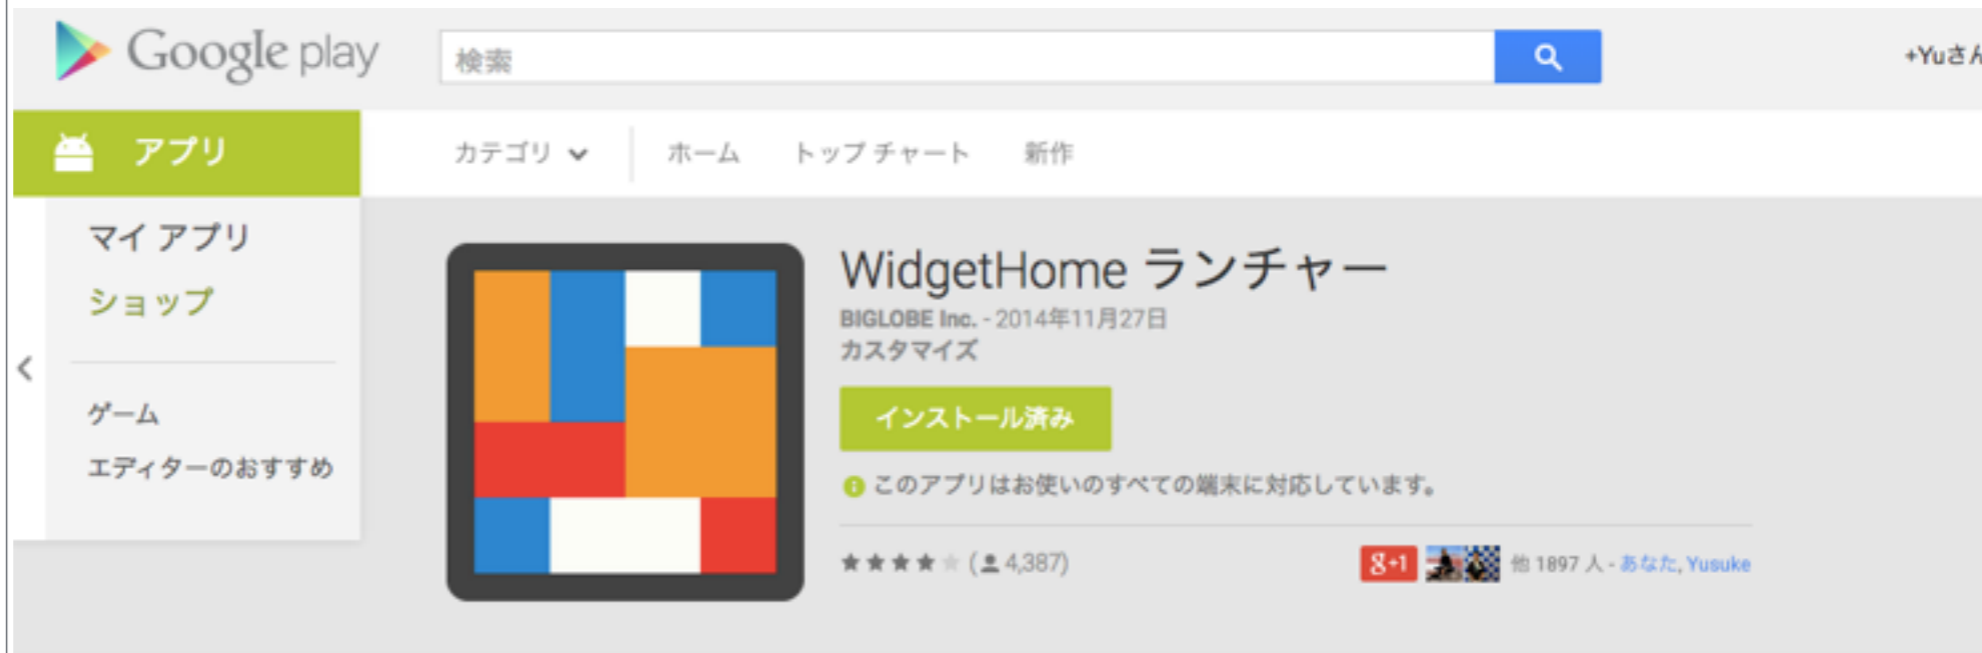 Google play
検索
+Yuさん
アプリ
カテゴリ
ホーム
トップ チャート
新作
マイ アプリ
ショップ
ゲーム
エディターのおすすめ
WidgetHome ランチャー
BIGLOBE Inc. - 2014年11月27日
カスタマイズ
インストール済み
このアプリはお使いのすべての端末に対応しています。
(4,387)
g+1 他 1897 人 - あなた, Yusuke